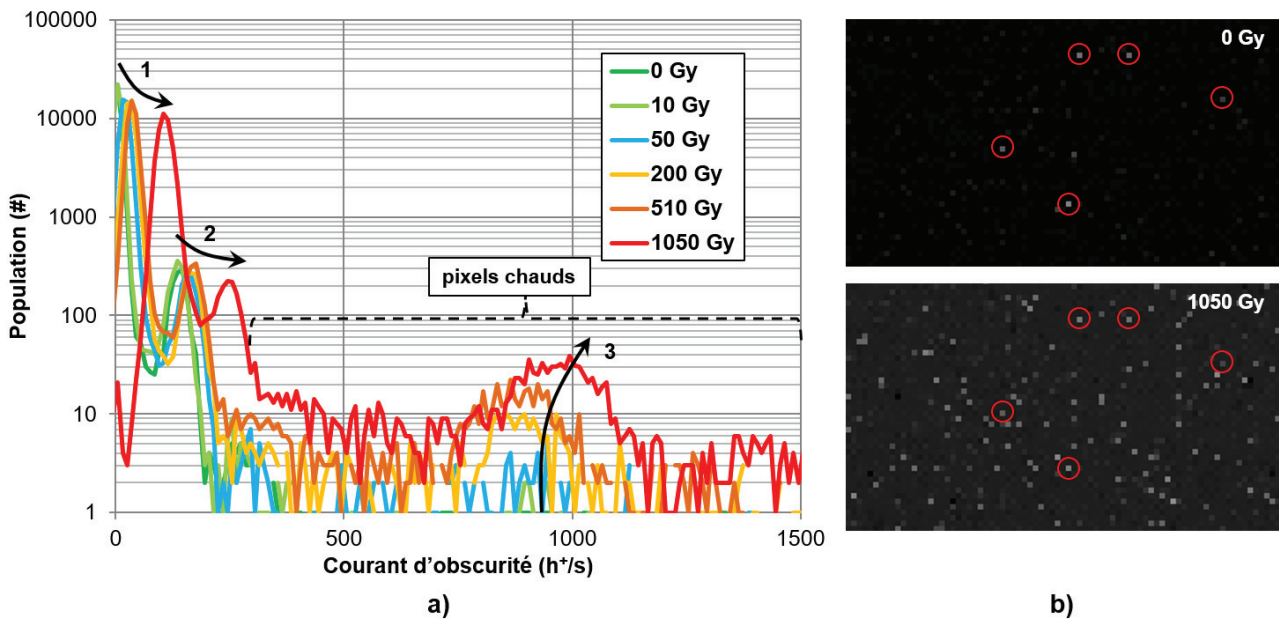 100000
10000
1000
100
10
1
Population (#)
0
500
1000
1500
Courant d'obscurité (h⁺/s)
1
2
3
pixels chauds
0 Gy
10 Gy
50 Gy
200 Gy
510 Gy
1050 Gy
a)
0 Gy
1050 Gy
b)